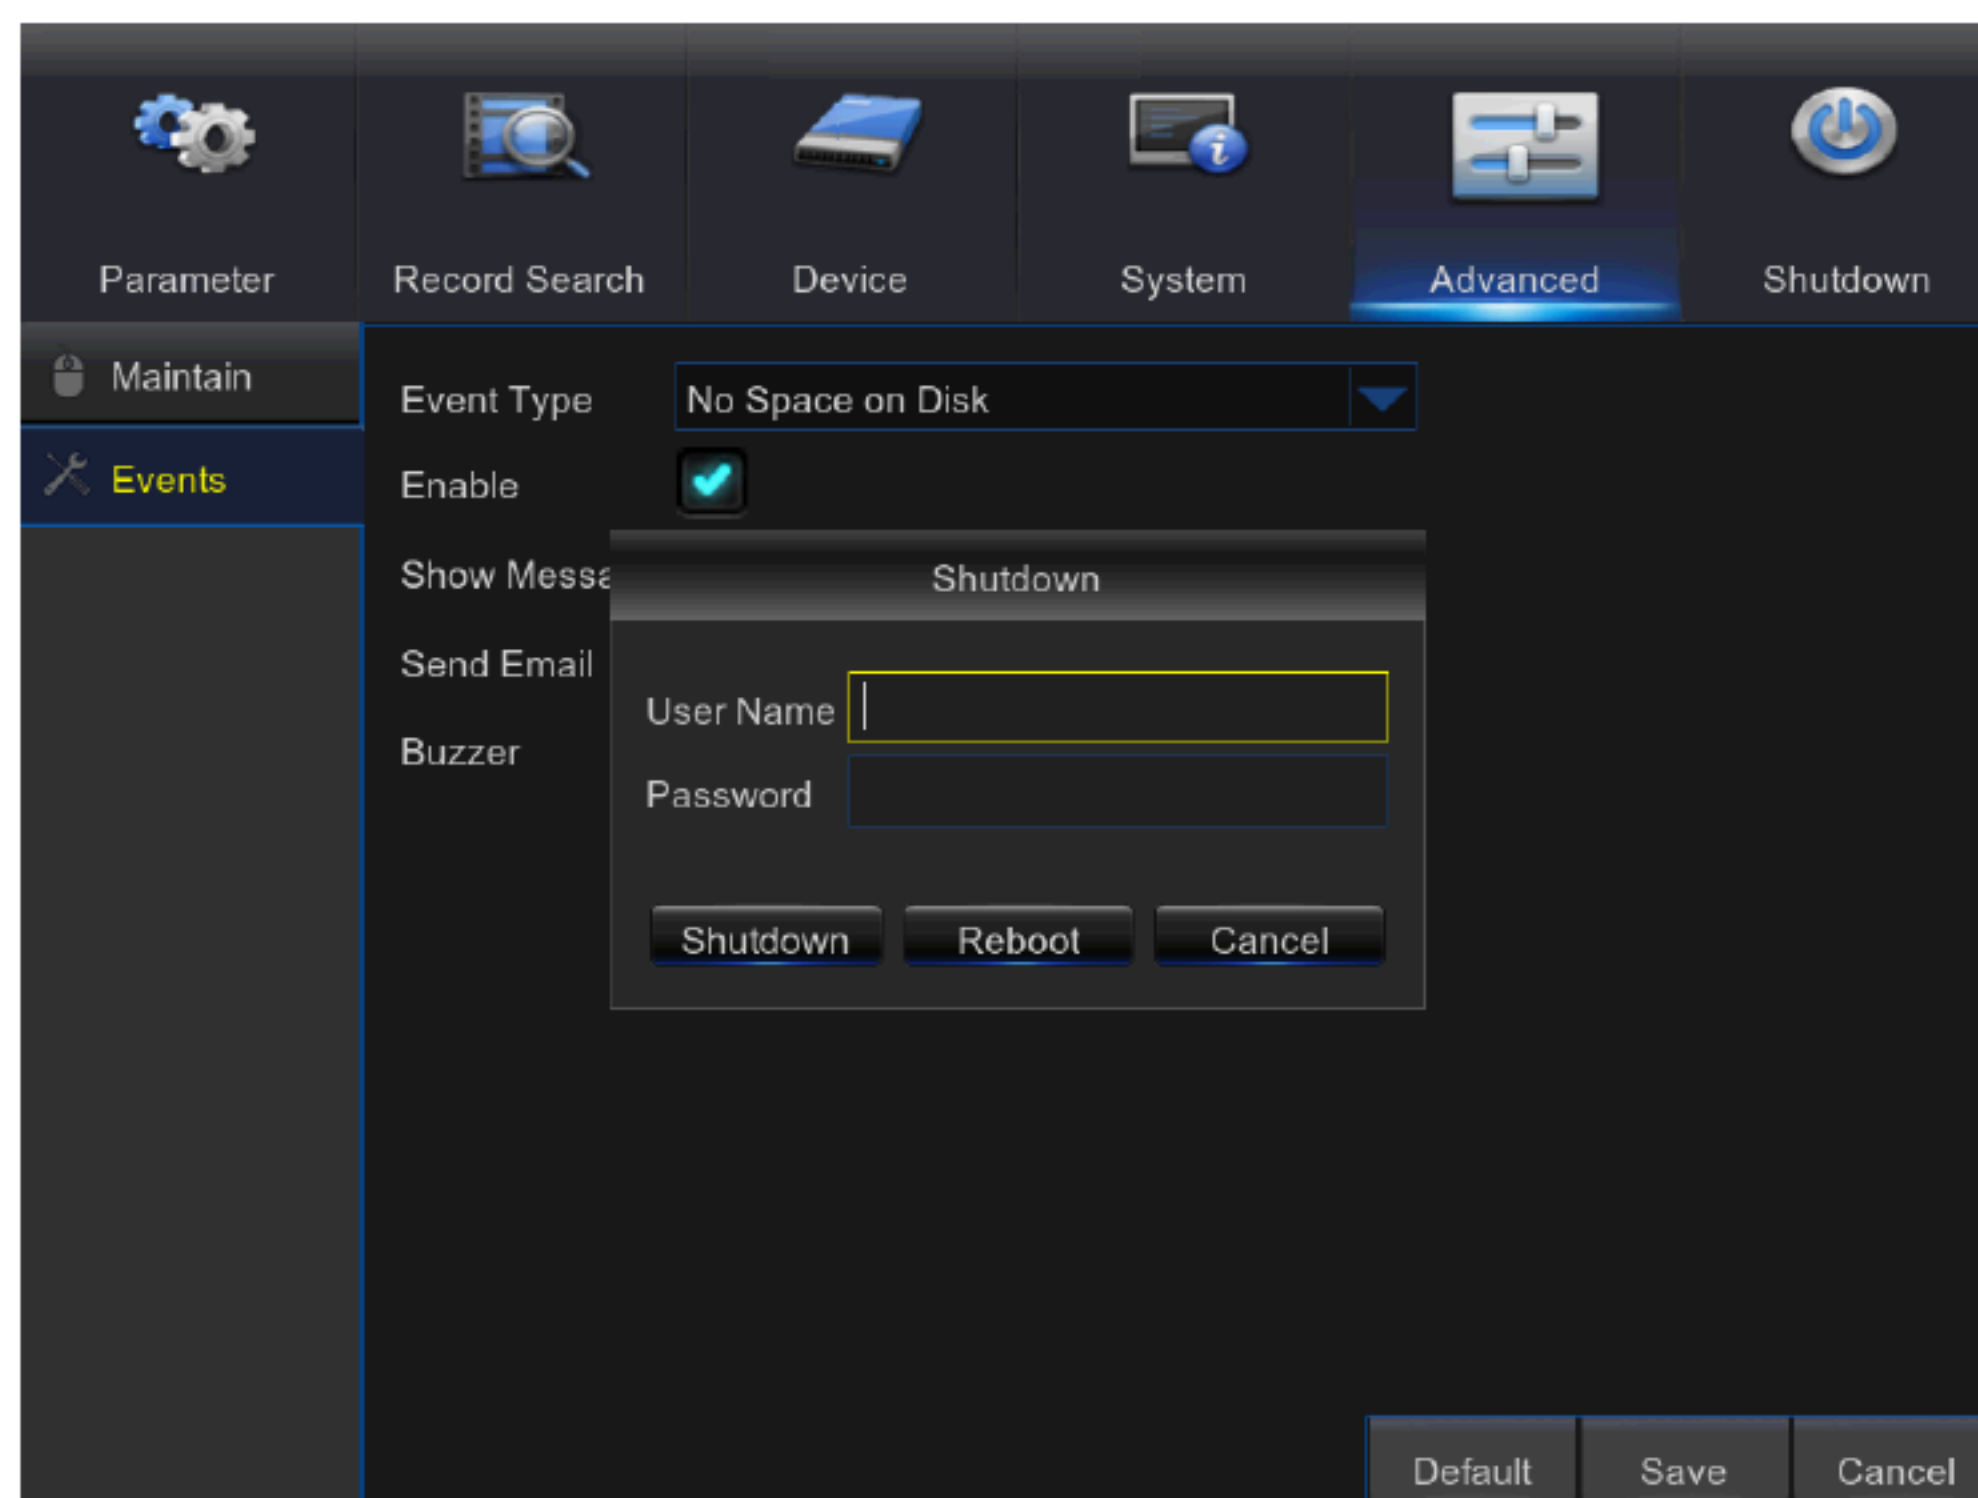 Parameter
Record Search
Device
System
Advanced
Shutdown
Maintain
Events
Event Type
No Space on Disk
Enable
Show Messa
Send Email
Buzzer
Shutdown
User Name
Password
Shutdown
Reboot
Cancel
Default
Save
Cancel